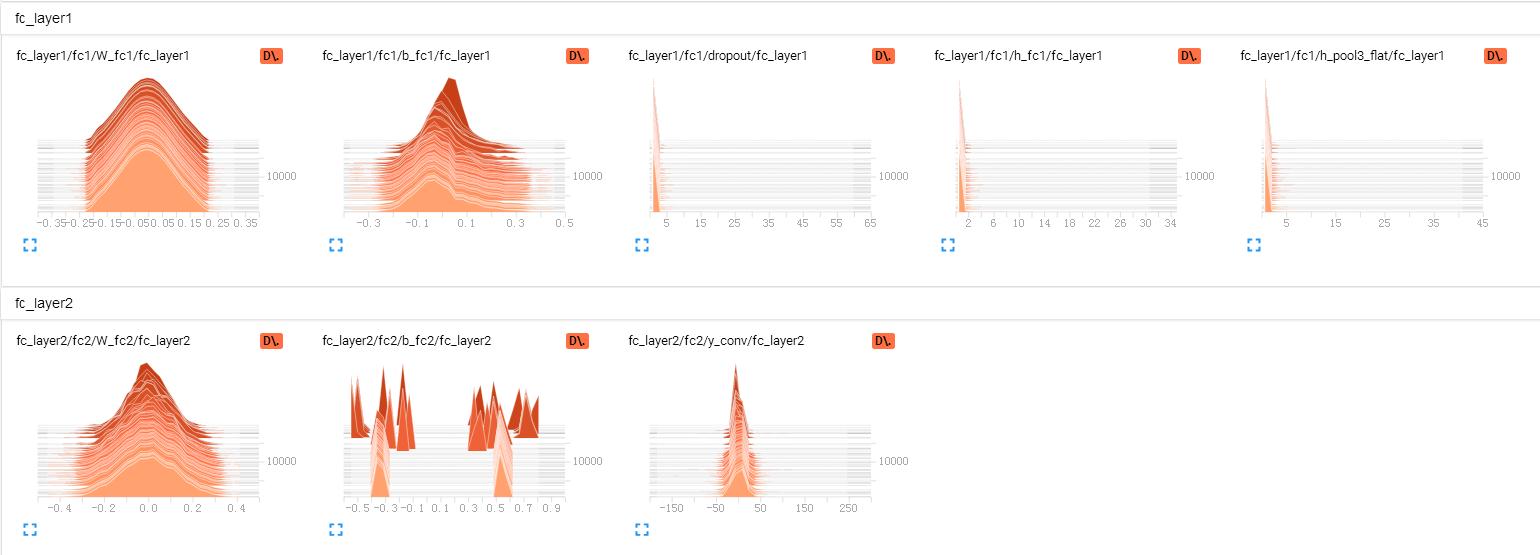 fc_layer1
fc_layer1/fc1/W_fc1/fc_layer1 D\. fc_layer1/fc1/b_fc1/fc_layer1 D\. fc_layer1/fc1/dropout/fc_layer1 D\. fc_layer1/fc1/h_fc1/fc_layer1 D\. fc_layer1/fc1/h_pool3_flat/fc_layer1 D\.
10000 10000 10000 10000 10000
-0.35 -0.25 -0.15 -0.05 0.05 0.15 0.25 0.35 -0.3 -0.1 0.1 0.3 0.5 5 15 25 35 45 55 65 2 6 10 14 18 22 26 30 34 5 15 25 35 45
fc_layer2
fc_layer2/fc2/W_fc2/fc_layer2 D\. fc_layer2/fc2/b_fc2/fc_layer2 D\. fc_layer2/fc2/y_conv/fc_layer2 D\.
10000 10000 10000
-0.4 -0.2 0.0 0.2 0.4 -0.5 -0.3 -0.1 0.1 0.3 0.5 0.7 0.9 -150 -50 50 150 250